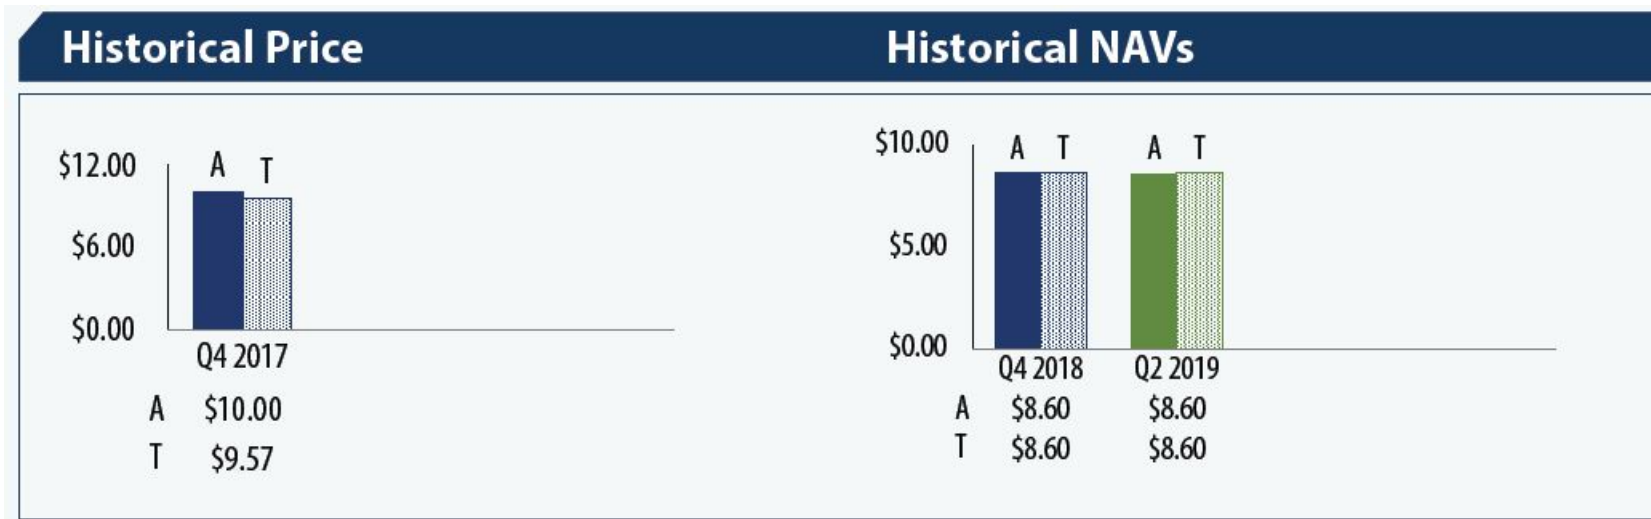 Historical Price
Historical NAVs
$12.00
A T
$6.00
$0.00
Q4 2017
A $10.00
T $9.57
$10.00
A T A T
$5.00
$0.00
Q4 2018 Q2 2019
A $8.60 $8.60
T $8.60 $8.60